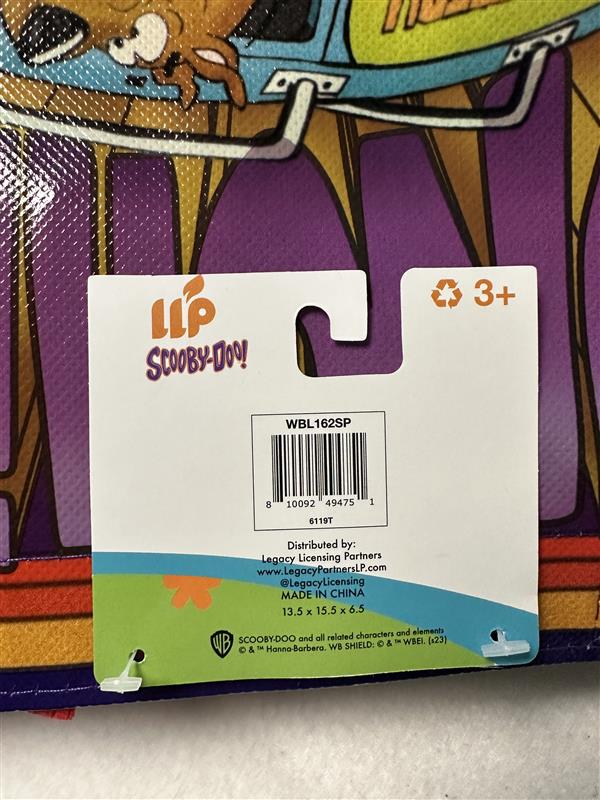 LLP
SCOOBY-DOO!
3+
WBL162SP
8 10092 49475 1
6119T
Distributed by:
Legacy Licensing Partners
www.LegacyPartnersLP.com
@LegacyLicensing
MADE IN CHINA
13.5 x 15.5 x 6.5
WB
SCOOBY-DOO and all related characters and elements
© & ™ Hanna-Barbera. WB SHIELD: © & ™ WBEI. (s23)